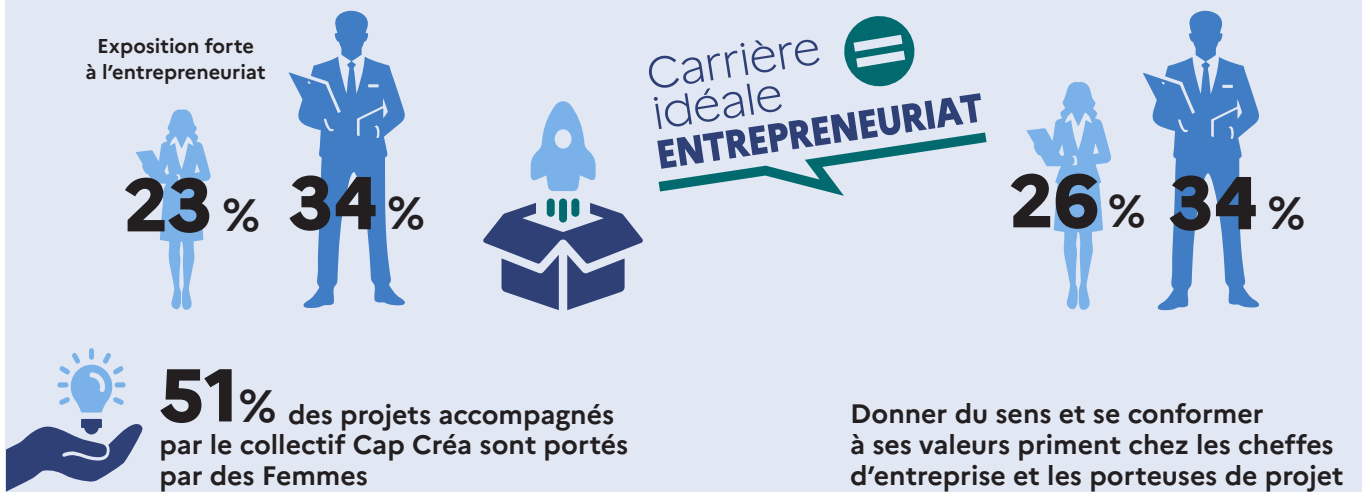 Exposition forte
à l'entrepreneuriat
23 % 34 %
Carrière
idéale
ENTREPRENEURIAT
26 % 34 %
51% des projets accompagnés
par le collectif Cap Créa sont portés
par des Femmes
Donner du sens et se conformer
à ses valeurs priment chez les cheffes
d'entreprise et les porteuses de projet